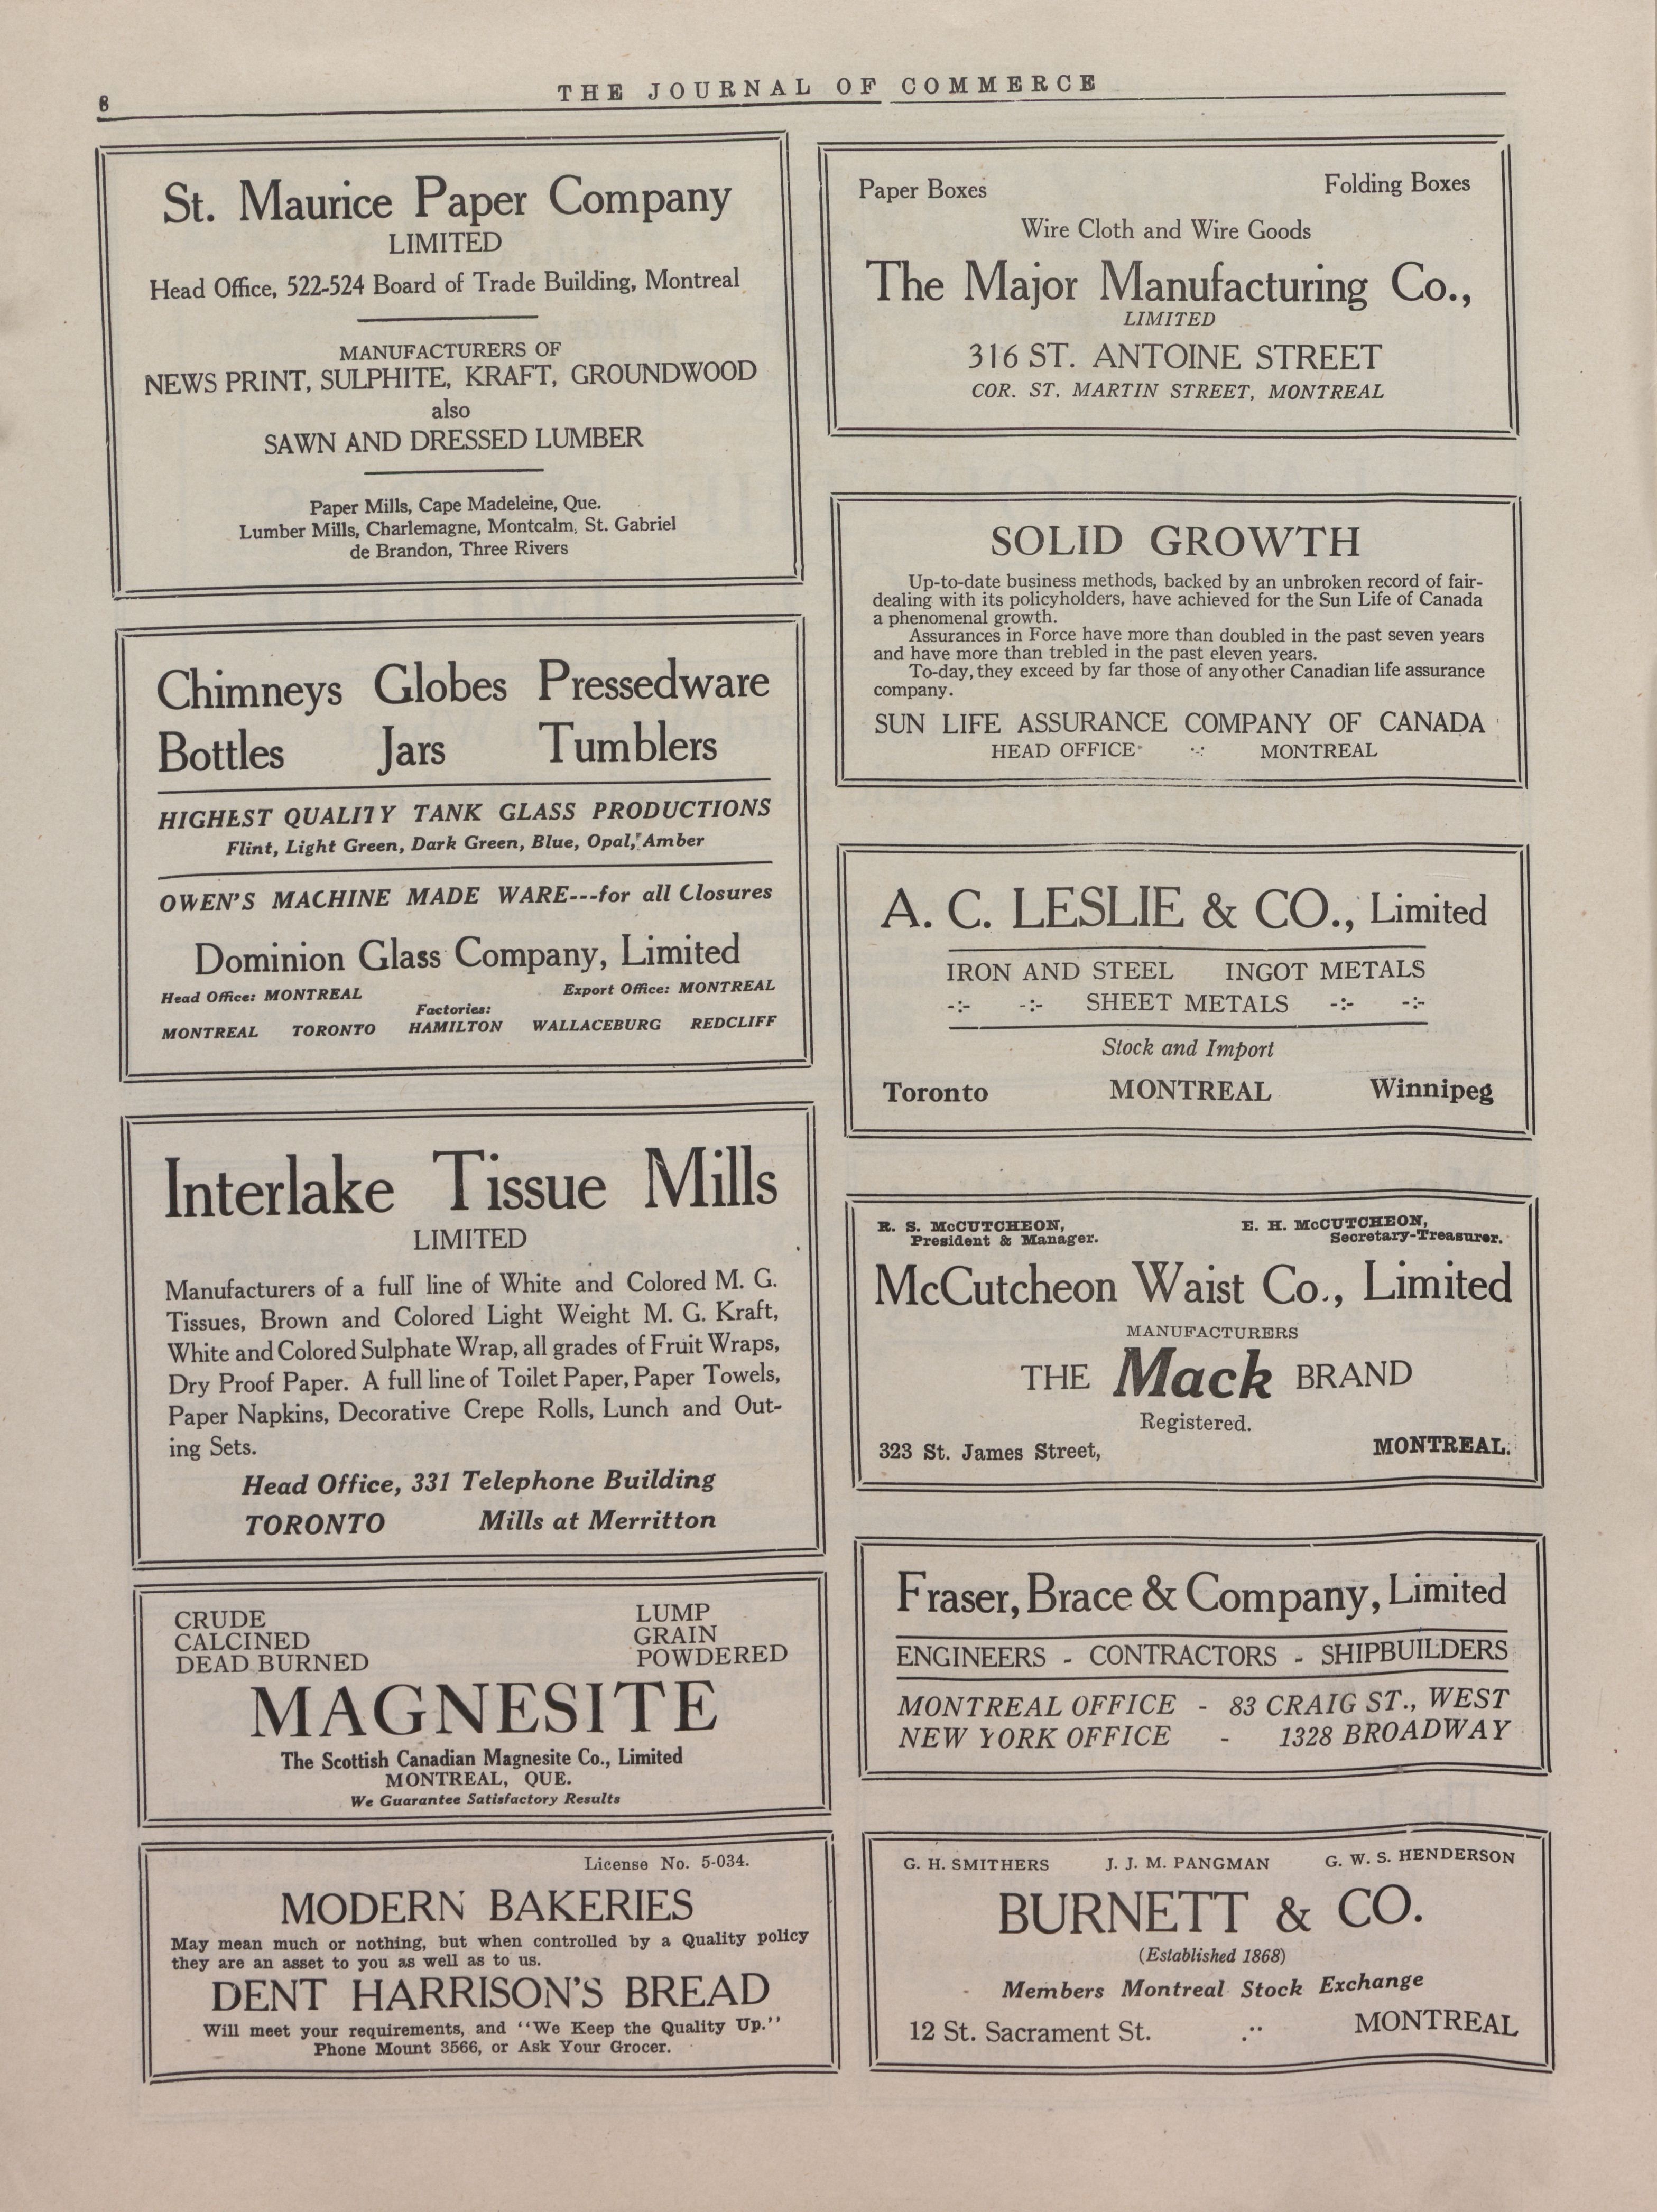 8
THE JOURNAL OF COMMERCE
St. Maurice Paper Company
LIMITED
Head Office, 522-524 Board of Trade Building, Montreal
MANUFACTURERS OF
NEWS PRINT, SULPHITE, KRAFT, GROUNDWOOD
also
SAWN AND DRESSED LUMBER
Paper Mills, Cape Madeleine, Que.
Lumber Mills, Charlemagne, Montcalm, St. Gabriel
de Brandon, Three Rivers
Chimneys Globes Pressedware
Bottles Jars Tumblers
HIGHEST QUALITY TANK GLASS PRODUCTIONS
Flint, Light Green, Dark Green, Blue, Opal, Amber
OWEN'S MACHINE MADE WARE---for all Closures
Dominion Glass Company, Limited
Head Office: MONTREAL Export Office: MONTREAL
Factories:
MONTREAL TORONTO HAMILTON WALLACEBURG REDCLIFF
Interlake Tissue Mills
LIMITED
Manufacturers of a full line of White and Colored M. G.
Tissues, Brown and Colored Light Weight M. G. Kraft,
White and Colored Sulphate Wrap, all grades of Fruit Wraps,
Dry Proof Paper. A full line of Toilet Paper, Paper Towels,
Paper Napkins, Decorative Crepe Rolls, Lunch and Out-
ing Sets.
Head Office, 331 Telephone Building
TORONTO Mills at Merritton
CRUDE LUMP
CALCINED GRAIN
DEAD BURNED POWDERED
MAGNESITE
The Scottish Canadian Magnesite Co., Limited
MONTREAL, QUE.
We Guarantee Satisfactory Results
License No. 5-034.
MODERN BAKERIES
May mean much or nothing, but when controlled by a Quality policy
they are an asset to you as well as to us.
DENT HARRISON'S BREAD
Will meet your requirements, and "We Keep the Quality Up."
Phone Mount 3566, or Ask Your Grocer.
Paper Boxes Folding Boxes
Wire Cloth and Wire Goods
The Major Manufacturing Co.,
LIMITED
316 ST. ANTOINE STREET
COR. ST. MARTIN STREET, MONTREAL
SOLID GROWTH
Up-to-date business methods, backed by an unbroken record of fair-
dealing with its policyholders, have achieved for the Sun Life of Canada
a phenomenal growth.
Assurances in Force have more than doubled in the past seven years
and have more than trebled in the past eleven years.
To-day, they exceed by far those of any other Canadian life assurance
company.
SUN LIFE ASSURANCE COMPANY OF CANADA
HEAD OFFICE -:- MONTREAL
A. C. LESLIE & CO., Limited
IRON AND STEEL INGOT METALS
-:- -:- SHEET METALS -:- -:-
Stock and Import
Toronto MONTREAL Winnipeg
R. S. McCUTCHEON, E. H. McCUTCHEON,
President & Manager. Secretary-Treasurer.
McCutcheon Waist Co., Limited
MANUFACTURERS
THE Mack BRAND
Registered.
323 St. James Street, MONTREAL.
Fraser, Brace & Company, Limited
ENGINEERS - CONTRACTORS - SHIPBUILDERS
MONTREAL OFFICE - 83 CRAIG ST., WEST
NEW YORK OFFICE - 1328 BROADWAY
G. H. SMITHERS J. J. M. PANGMAN G. W. S. HENDERSON
BURNETT & CO.
(Established 1868)
Members Montreal Stock Exchange
12 St. Sacrament St. .·· MONTREAL